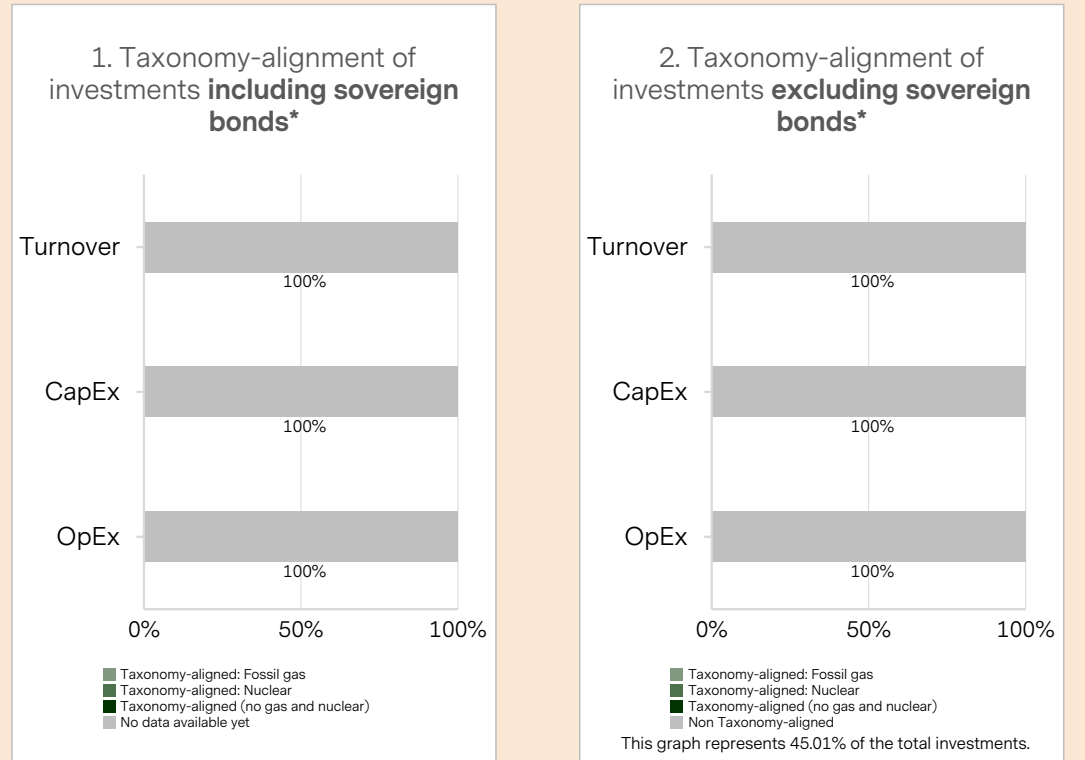 1. Taxonomy-alignment of
investments including sovereign
bonds*
Turnover
100%
CapEx
100%
OpEx
100%
0% 50% 100%
Taxonomy-aligned: Fossil gas
Taxonomy-aligned: Nuclear
Taxonomy-aligned (no gas and nuclear)
No data available yet
2. Taxonomy-alignment of
investments excluding sovereign
bonds*
Turnover
100%
CapEx
100%
OpEx
100%
0% 50% 100%
Taxonomy-aligned: Fossil gas
Taxonomy-aligned: Nuclear
Taxonomy-aligned (no gas and nuclear)
Non Taxonomy-aligned
This graph represents 45.01% of the total investments.